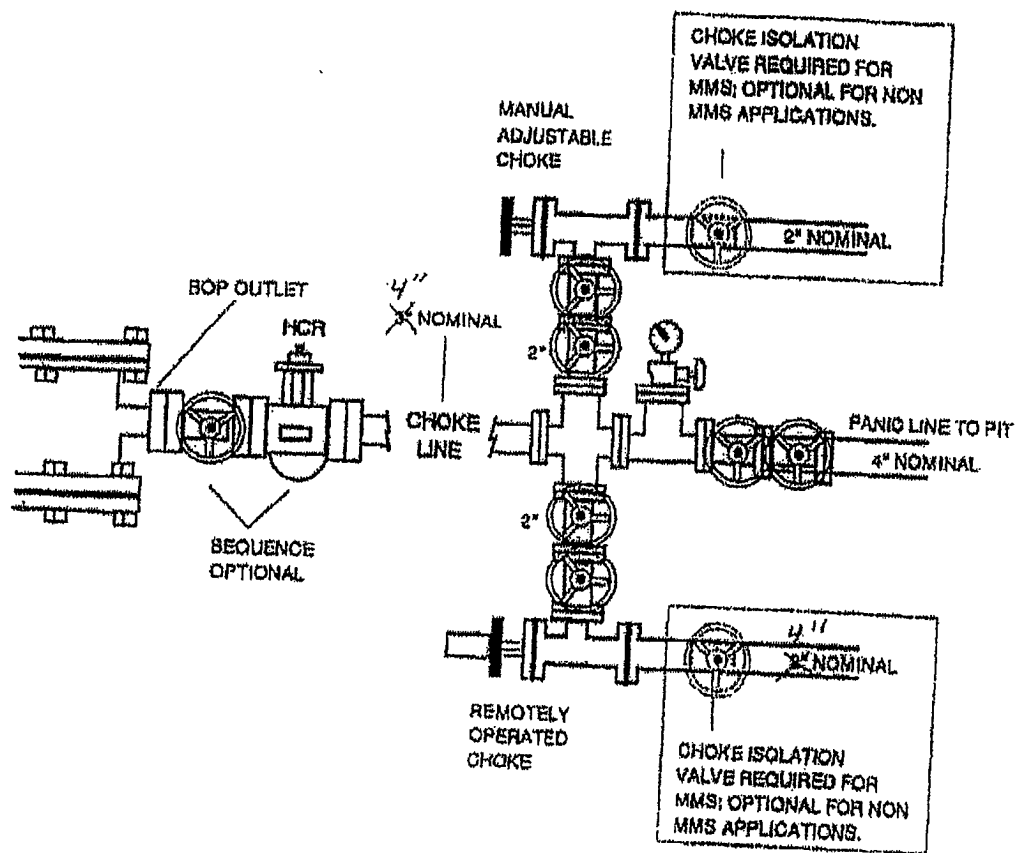 CHOKE ISOLATION
VALVE REQUIRED FOR
MMS; OPTIONAL FOR NON
MMS APPLICATIONS.
MANUAL
ADJUSTABLE
CHOKE
2" NOMINAL
BOP OUTLET
4"
3" NOMINAL
HCR
2"
CHOKE
LINE
PANIC LINE TO PIT
4" NOMINAL
2"
SEQUENCE
OPTIONAL
4"
NOMINAL
REMOTELY
OPERATED
CHOKE
CHOKE ISOLATION
VALVE REQUIRED FOR
MMS; OPTIONAL FOR NON
MMS APPLICATIONS.